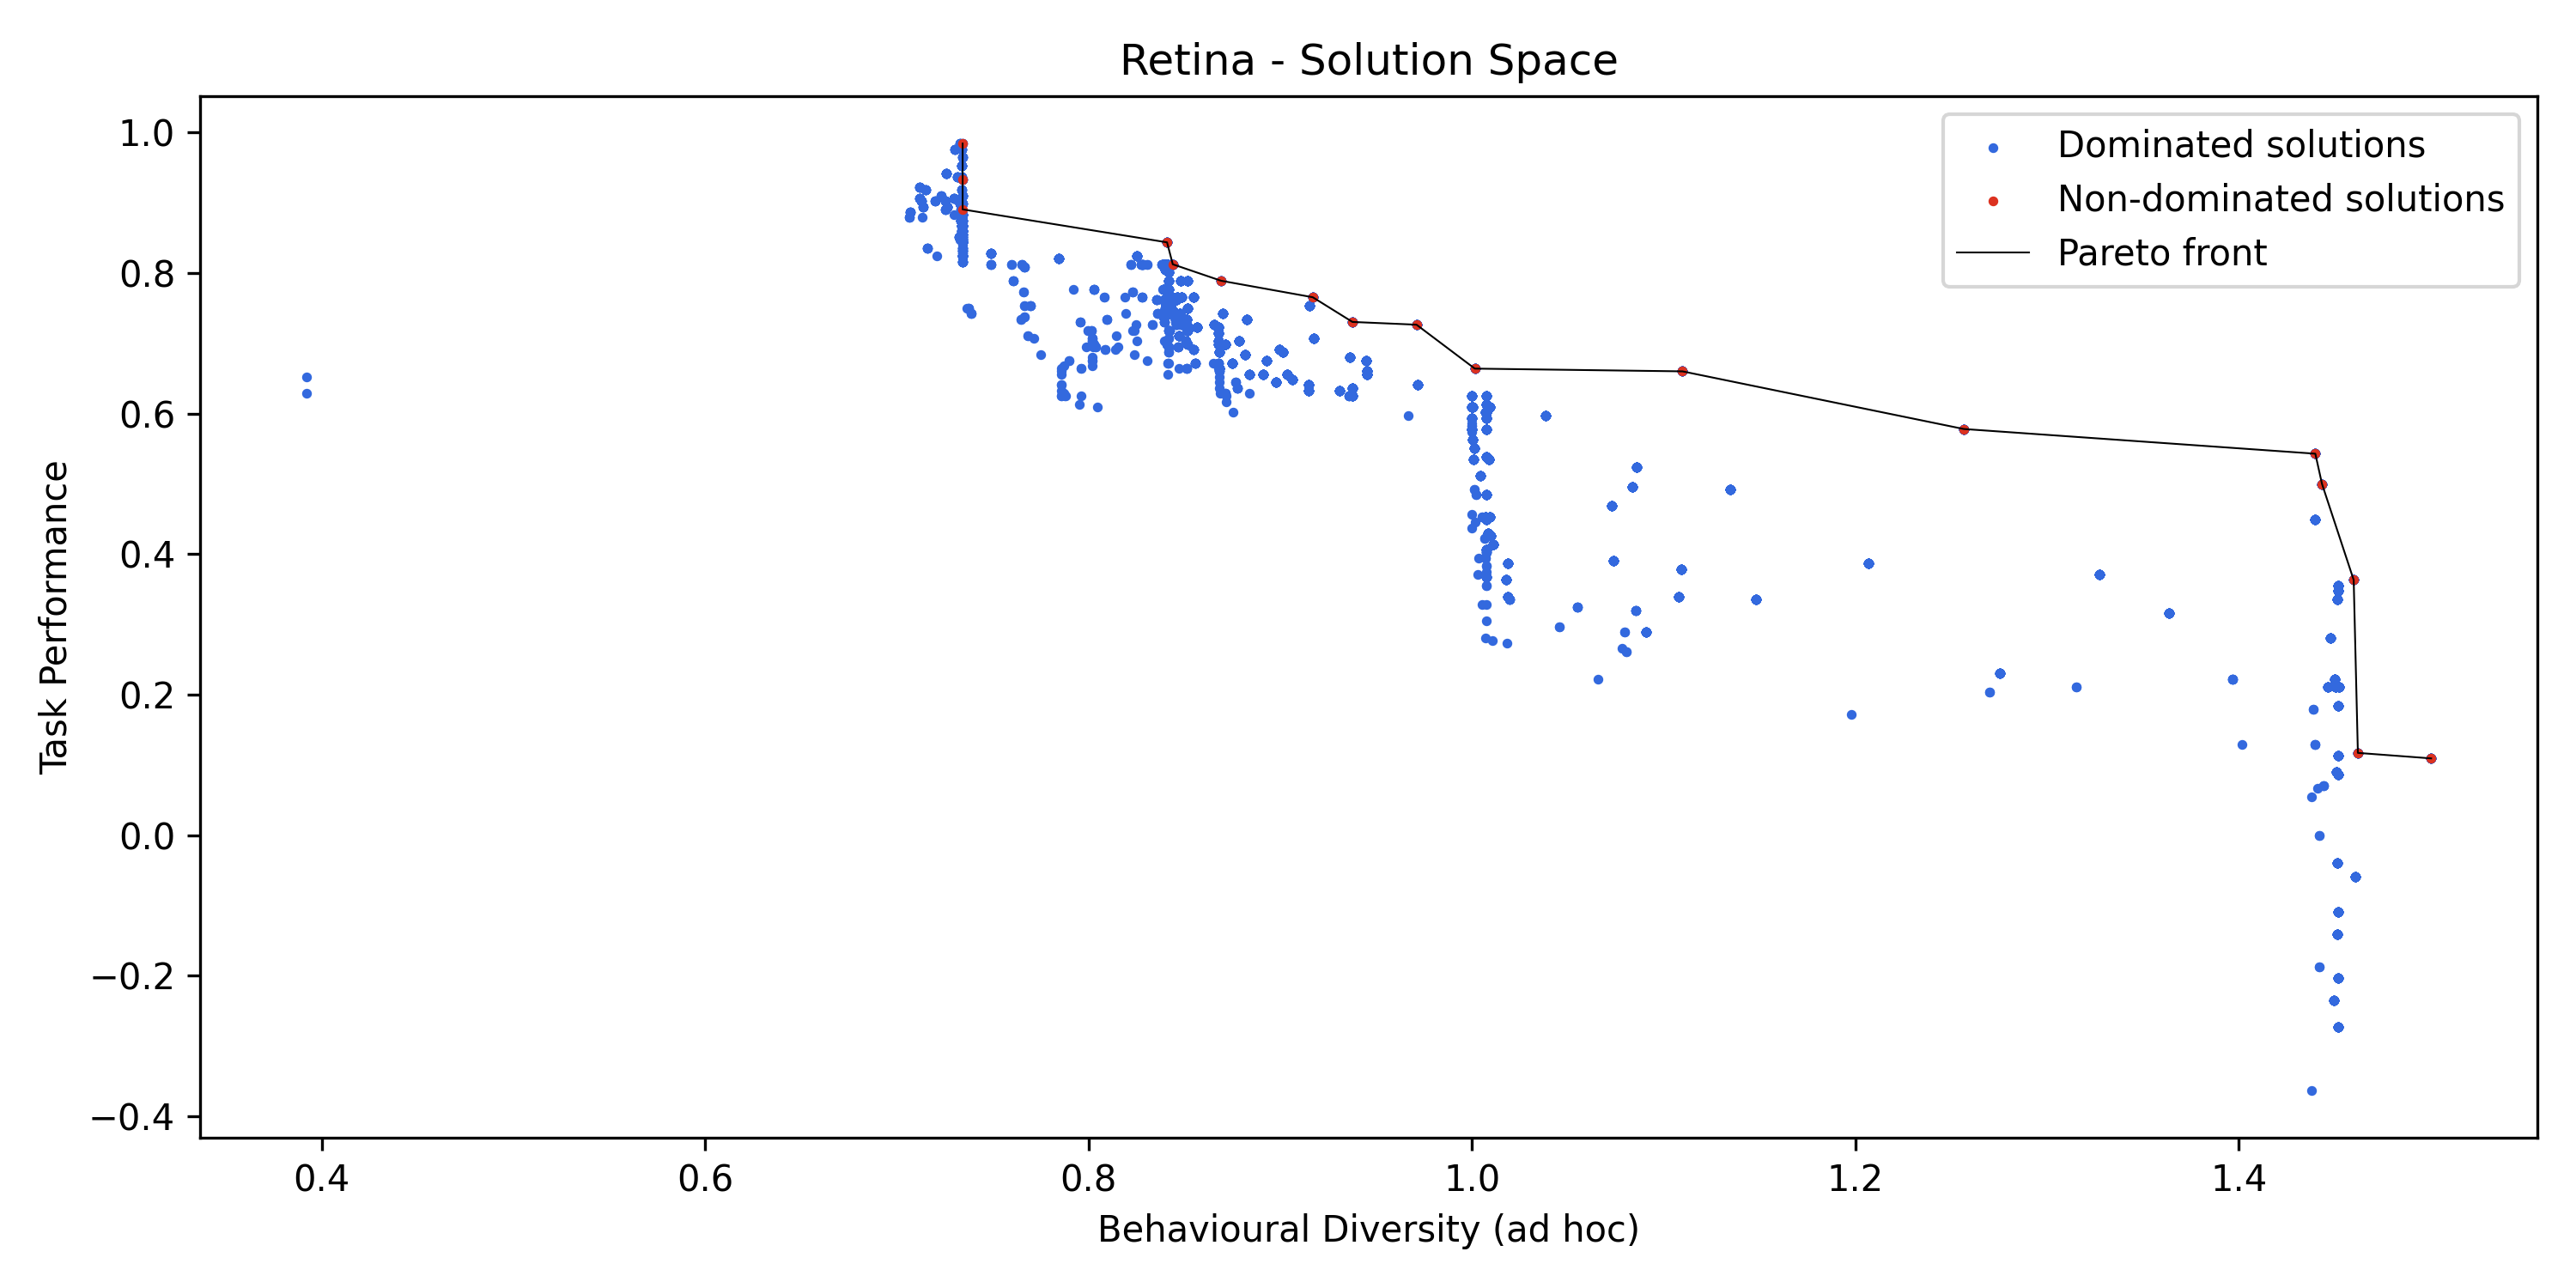 Retina - Solution Space
Dominated solutions
Non-dominated solutions
Pareto front
Task Performance
1.0
0.8
0.6
0.4
0.2
0.0
−0.2
−0.4
0.4 0.6 0.8 1.0 1.2 1.4
Behavioural Diversity (ad hoc)